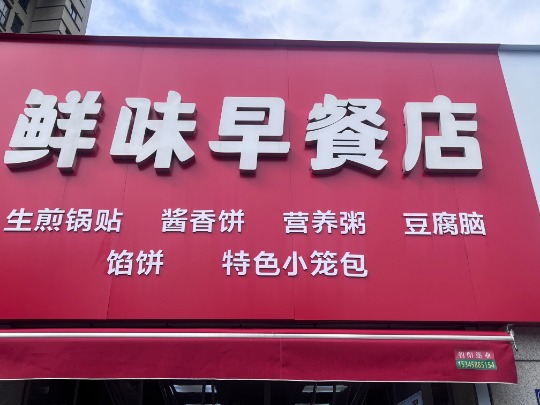 鲜味早餐店
生煎锅贴 酱香饼 营养粥 豆腐脑
馅饼 特色小笼包